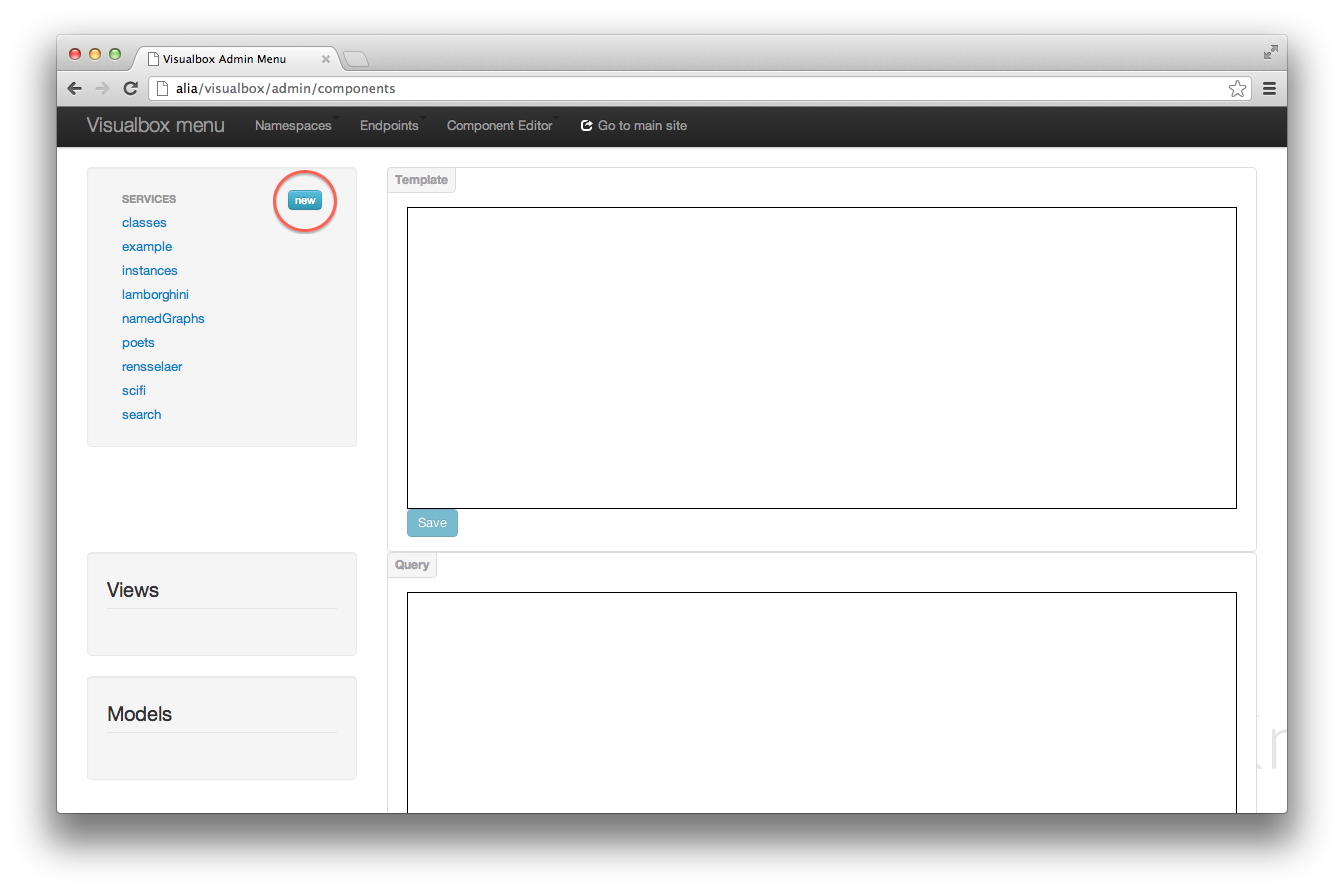 Visualbox Admin Menu
alia/visualbox/admin/components
Visualbox menu Namespaces Endpoints Component Editor Go to main site
SERVICES new
classes
example
instances
lamborghini
namedGraphs
poets
rensselaer
scifi
search
Template
Save
Views
Models
Query